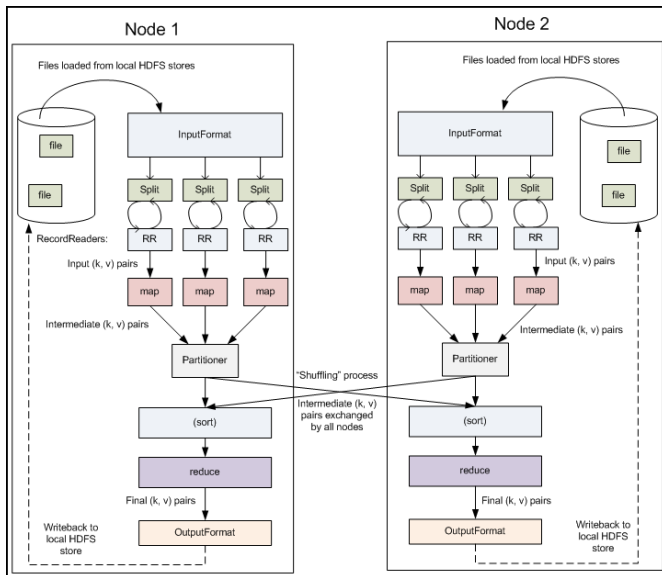 Node 1
Node 2
Files loaded from local HDFS stores
Files loaded from local HDFS stores
InputFormat
InputFormat
file
file
file
file
Split Split Split
Split Split Split
RecordReaders:
RR RR RR
RR RR RR
Input (k, v) pairs
Input (k, v) pairs
map map map
map map map
Intermediate (k, v) pairs
Intermediate (k, v) pairs
Partitioner
Partitioner
"Shuffling" process
Intermediate (k, v)
pairs exchanged
by all nodes
(sort)
(sort)
reduce
reduce
Final (k, v) pairs
Final (k, v) pairs
Writeback to
local HDFS
store
OutputFormat
OutputFormat
Writeback to
local HDFS
store